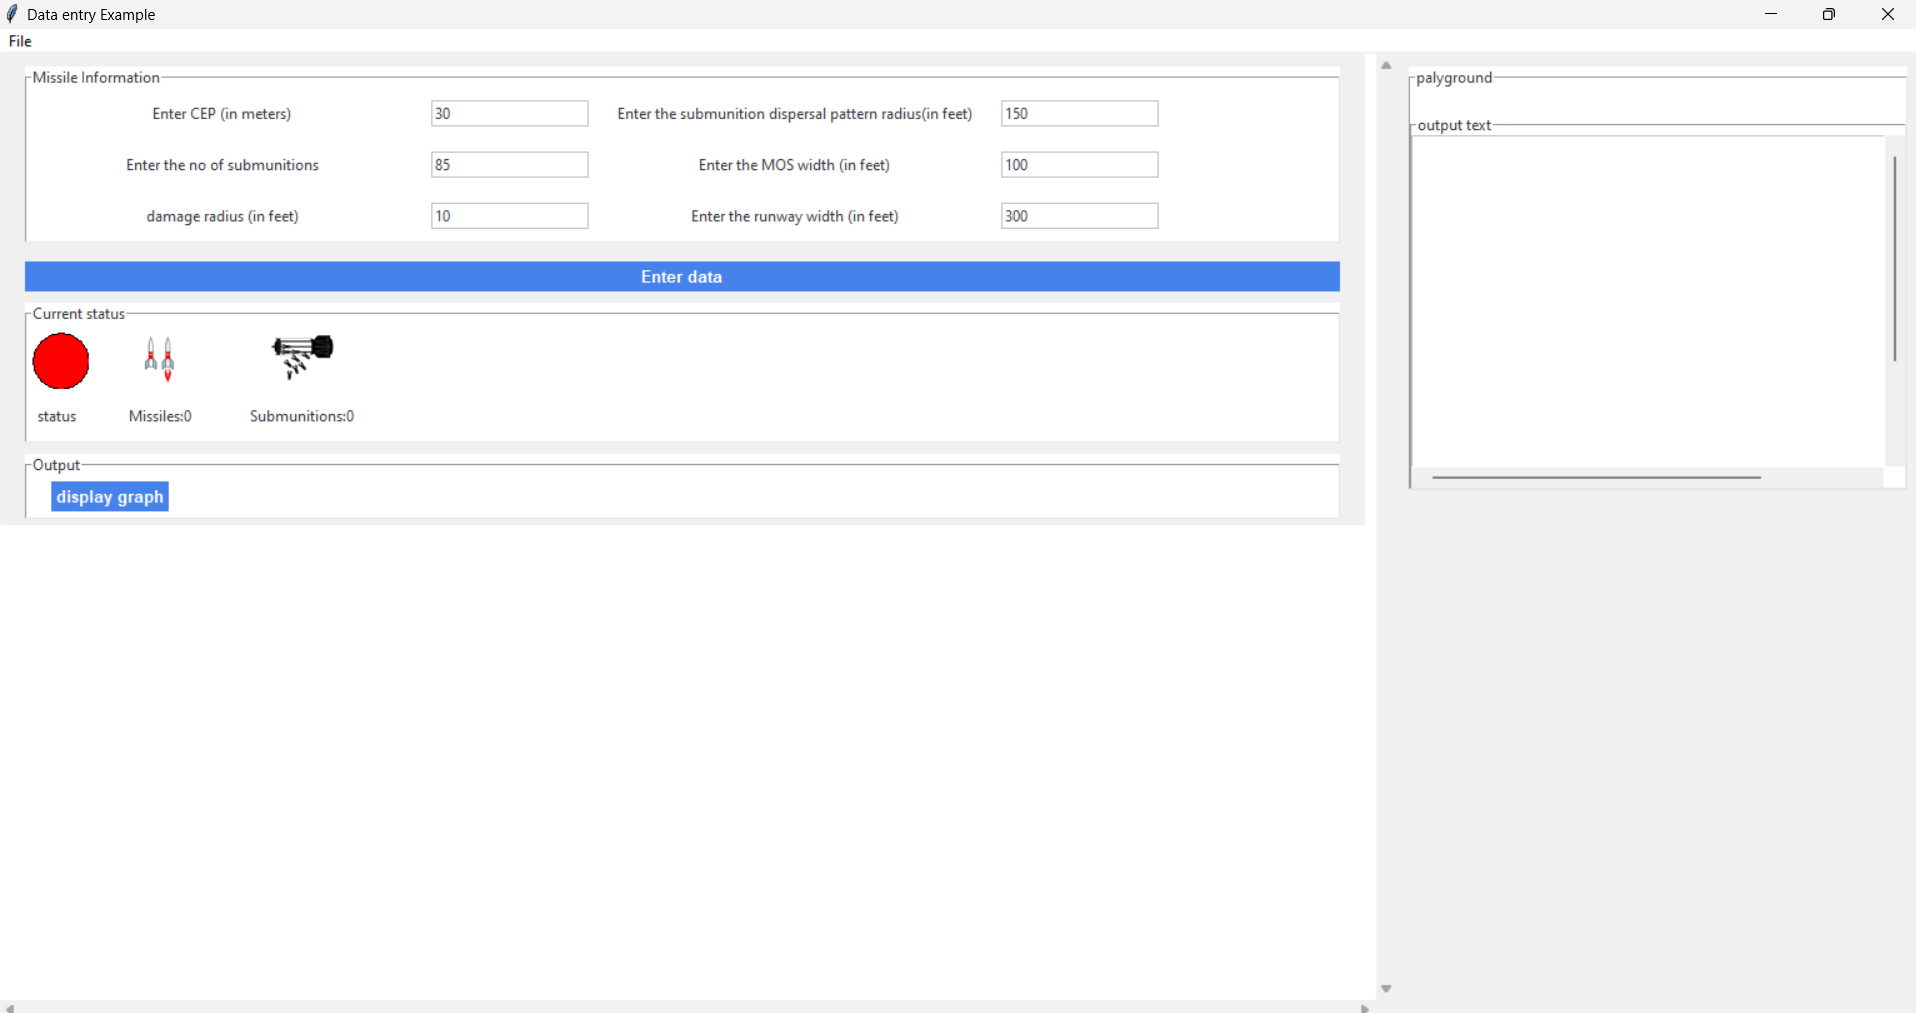 Data entry Example
File
Missile Information
Enter CEP (in meters) 30 Enter the submunition dispersal pattern radius(in feet) 150
Enter the no of submunitions 85 Enter the MOS width (in feet) 100
damage radius (in feet) 10 Enter the runway width (in feet) 300
Enter data
Current status
status Missiles:0 Submunitions:0
Output
display graph
palyground
output text